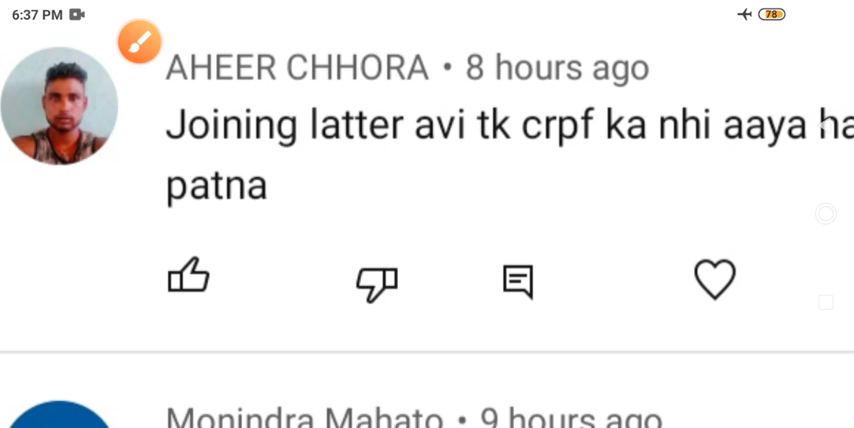 6:37 PM 78
AHEER CHHORA • 8 hours ago
Joining latter avi tk crpf ka nhi aaya ha
patna
Monindra Mahato • 9 hours ago